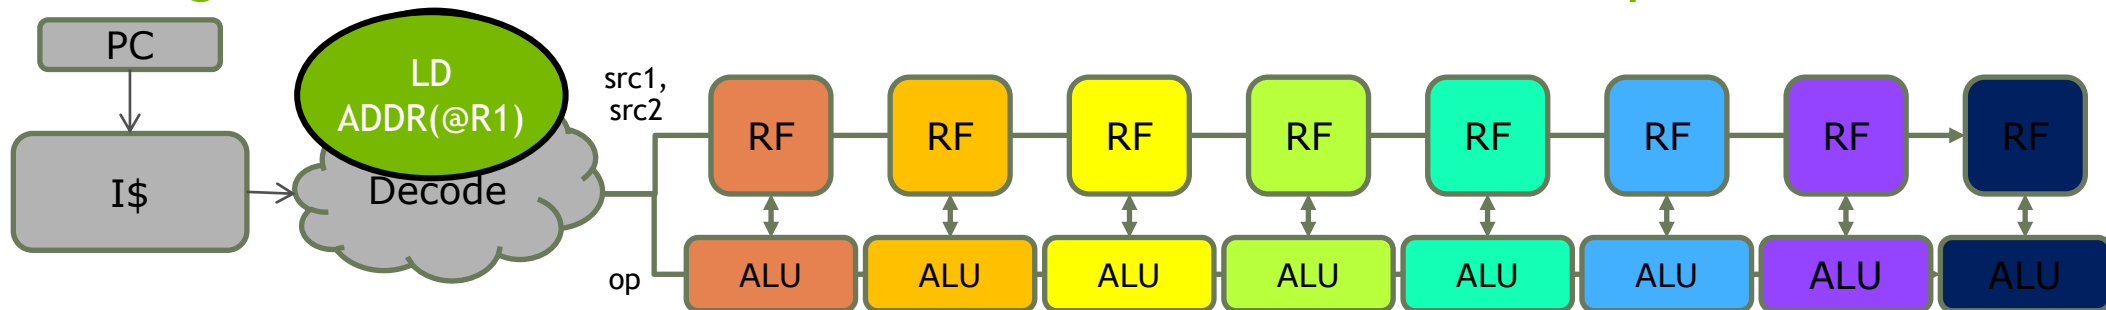 PC
I$
LD
ADDR(@R1)
Decode
src1,
src2
op
RF RF RF RF RF RF RF RF
ALU ALU ALU ALU ALU ALU ALU ALU